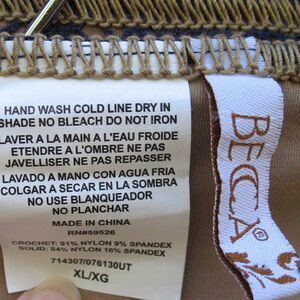 HAND WASH COLD LINE DRY IN
SHADE NO BLEACH DO NOT IRON
LAVER A LA MAIN A L'EAU FROIDE
ETENDRE A L'OMBRE NE PAS
JAVELLISER NE PAS REPASSER
LAVADO A MANO CON AGUA FRIA
COLGAR A SECAR EN LA SOMBRA
NO USE BLANQUEADOR
NO PLANCHAR
MADE IN CHINA
RN#59526
CROCHET: 91% NYLON 9% SPANDEX
SOLID: 84% NYLON 16% SPANDEX
714307/076130UT
XL/XG
BECCA®